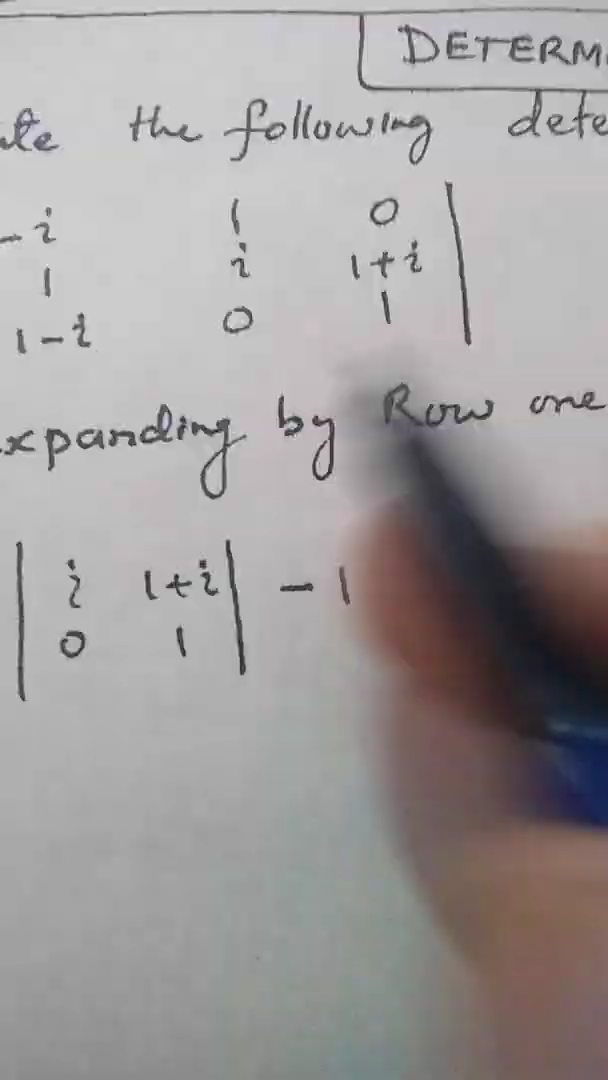 DETERM
the following dete
- i 1 0
1 i 1+i
1-i 0 1
xpanding by Row one
| i 1+i | - 1
| 0 1 |